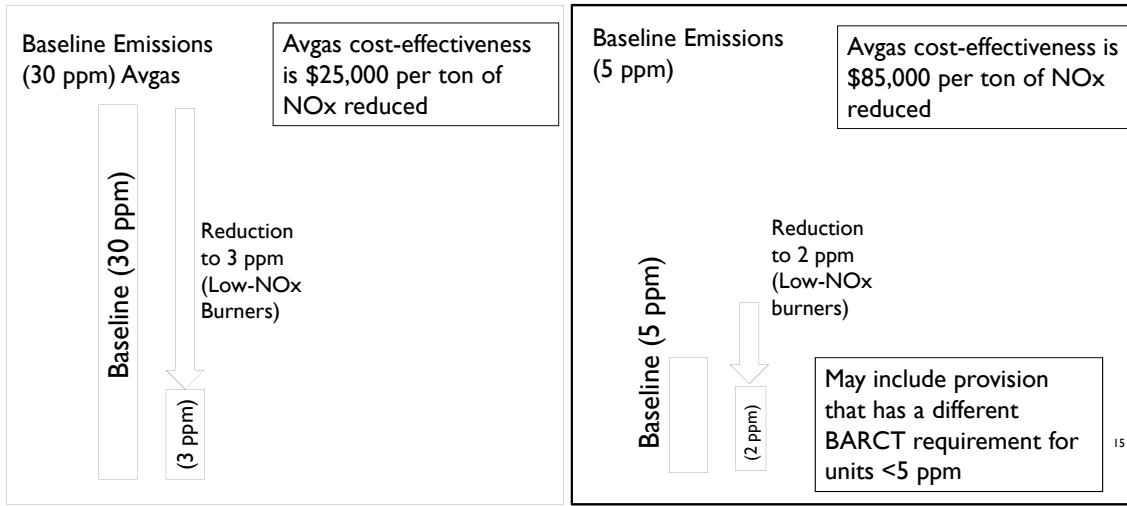 Baseline Emissions
(30 ppm) Avgas
Avgas cost-effectiveness
is $25,000 per ton of
NOx reduced
Baseline (30 ppm)
Reduction
to 3 ppm
(Low-NOx
Burners)
(3 ppm)
Baseline Emissions
(5 ppm)
Avgas cost-effectiveness is
$85,000 per ton of NOx
reduced
Baseline (5 ppm)
Reduction
to 2 ppm
(Low-NOx
burners)
(2 ppm)
May include provision
that has a different
BARCT requirement for
units <5 ppm
15